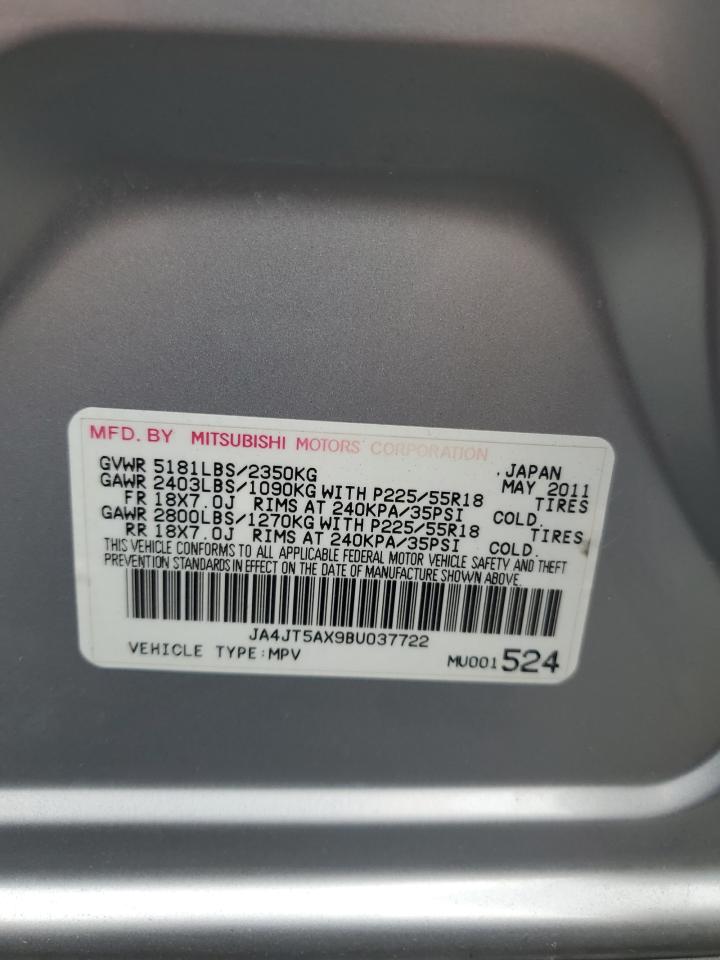 MFD. BY MITSUBISHI MOTORS CORPORATION
GVWR 5181LBS/2350KG . JAPAN
GAWR 2403LBS/1090KG WITH P225/55R18 MAY 2011
FR 18X7.0J RIMS AT 240KPA/35PSI COLD. TIRES
GAWR 2800LBS/1270KG WITH P225/55R18 TIRES
RR 18X7.0J RIMS AT 240KPA/35PSI COLD.
THIS VEHICLE CONFORMS TO ALL APPLICABLE FEDERAL MOTOR VEHICLE SAFETY AND THEFT
PREVENTION STANDARDS IN EFFECT ON THE DATE OF MANUFACTURE SHOWN ABOVE.
JA4JT5AX9BU037722
VEHICLE TYPE:MPV MU001524